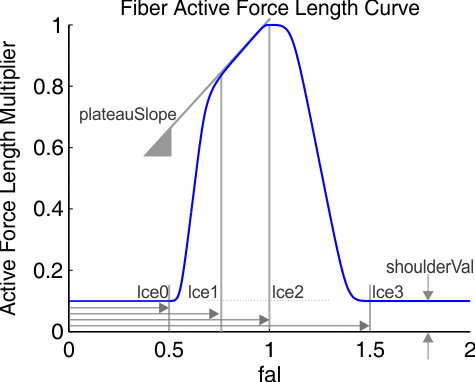 Fiber Active Force Length Curve
Active Force Length Multiplier
1
0.8
plateauSlope
0.6
0.4
0.2
shoulderVal
lce0
lce1
lce2
lce3
0
0
0.5
1
1.5
2
fal